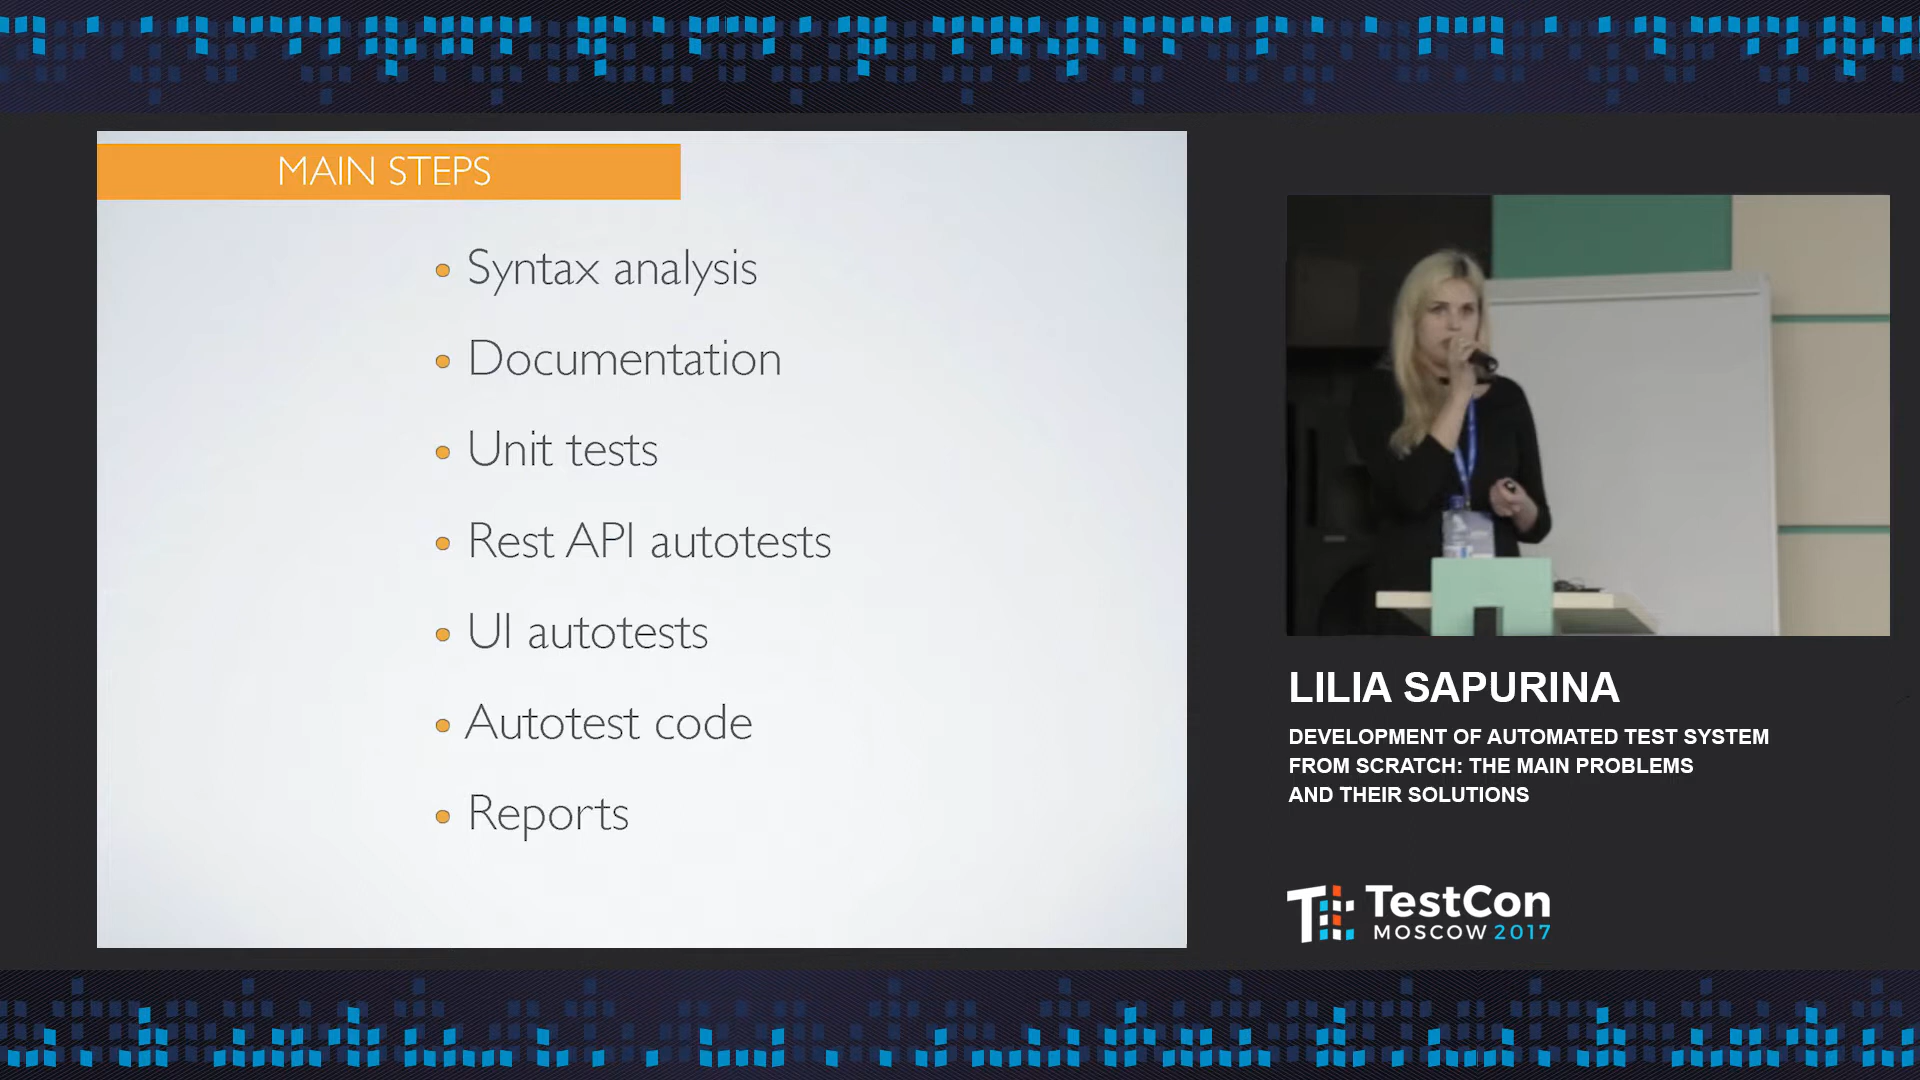 MAIN STEPS
Syntax analysis
Documentation
Unit tests
Rest API autotests
UI autotests
Autotest code
Reports
LILIA SAPURINA
DEVELOPMENT OF AUTOMATED TEST SYSTEM
FROM SCRATCH: THE MAIN PROBLEMS
AND THEIR SOLUTIONS
TestCon
MOSCOW 2017